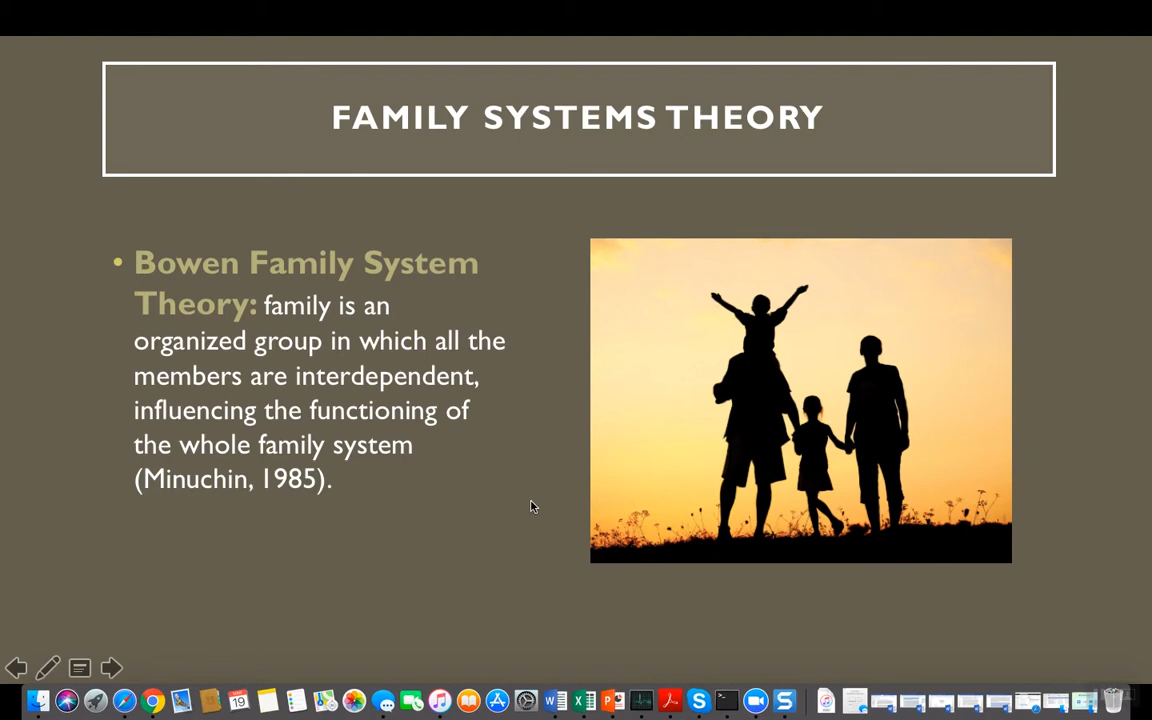 FAMILY SYSTEMS THEORY
• Bowen Family System
Theory: family is an
organized group in which all the
members are interdependent,
influencing the functioning of
the whole family system
(Minuchin, 1985).
19